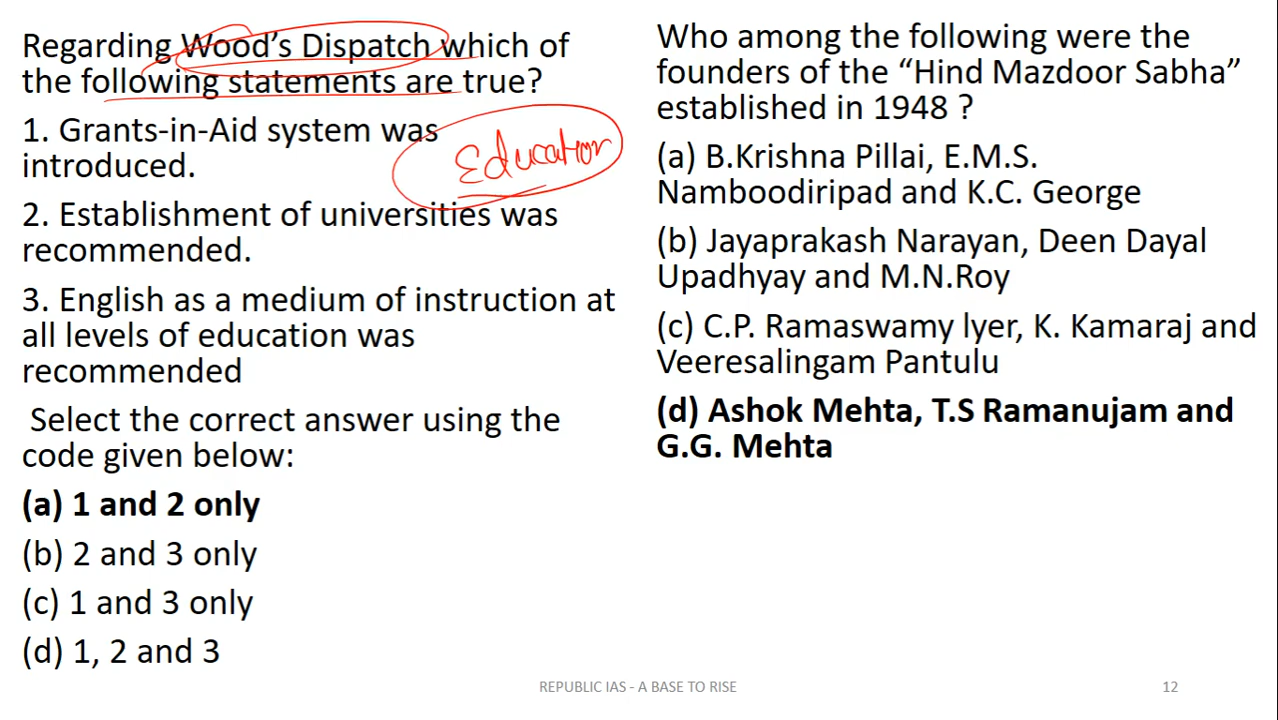 Regarding Wood's Dispatch which of
the following statements are true?
1. Grants-in-Aid system was
introduced.
Education
2. Establishment of universities was
recommended.
3. English as a medium of instruction at
all levels of education was
recommended
Select the correct answer using the
code given below:
(a) 1 and 2 only
(b) 2 and 3 only
(c) 1 and 3 only
(d) 1, 2 and 3
Who among the following were the
founders of the “Hind Mazdoor Sabha”
established in 1948 ?
(a) B.Krishna Pillai, E.M.S.
Namboodiripad and K.C. George
(b) Jayaprakash Narayan, Deen Dayal
Upadhyay and M.N.Roy
(c) C.P. Ramaswamy lyer, K. Kamaraj and
Veeresalingam Pantulu
(d) Ashok Mehta, T.S Ramanujam and
G.G. Mehta
REPUBLIC IAS - A BASE TO RISE
12